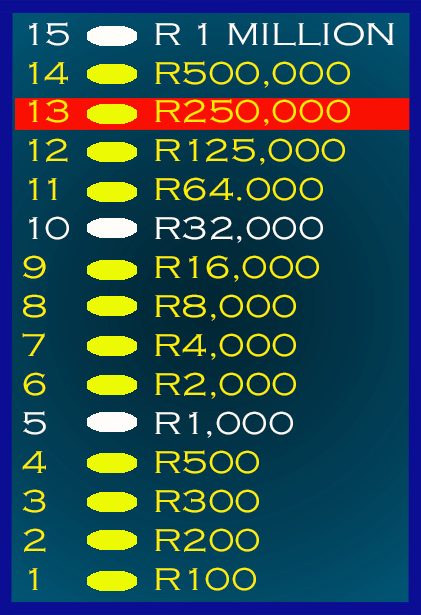 15 R 1 MILLION
14 R500,000
13 R250,000
12 R125,000
11 R64.000
10 R32,000
9 R16,000
8 R8,000
7 R4,000
6 R2,000
5 R1,000
4 R500
3 R300
2 R200
1 R100